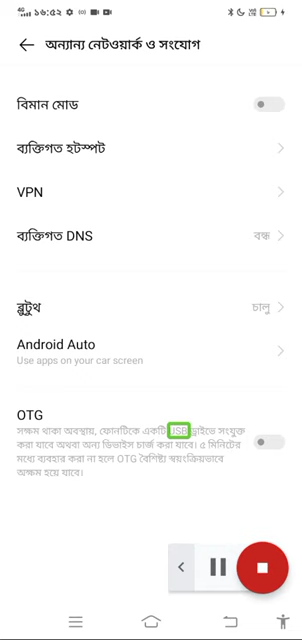 4G ১৬:৫২
অন্যান্য নেটওয়ার্ক ও সংযোগ
বিমান মোড
ব্যক্তিগত হটস্পট
VPN
ব্যক্তিগত DNS
বন্ধ
ব্লুটুথ
চালু
Android Auto
Use apps on your car screen
OTG
সক্ষম থাকা অবস্থায়, ফোনটিকে একটি USB ড্রাইভে সংযুক্ত
করা যাবে অথবা অন্য ডিভাইস চার্জ করা যাবে। ৫ মিনিটের
মধ্যে ব্যবহার করা না হলে OTG বৈশিষ্ট্য স্বয়ংক্রিয়ভাবে
অক্ষম হয়ে যাবে।